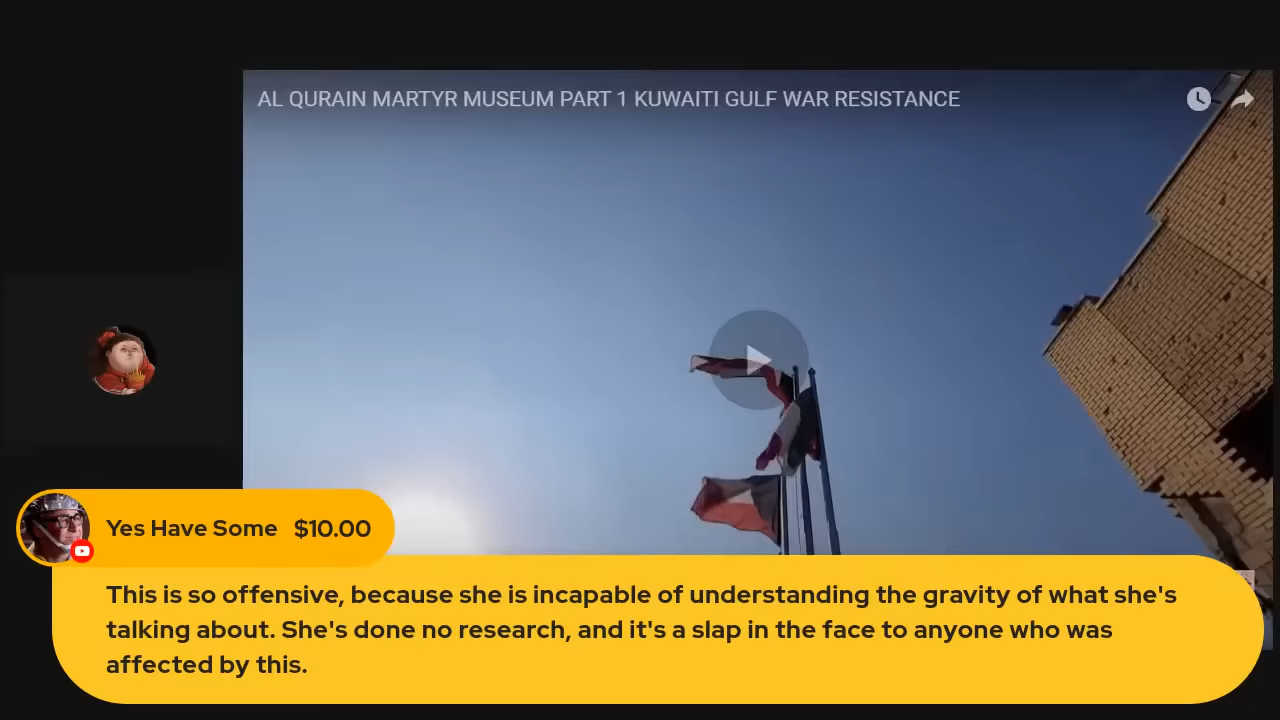 AL QURAIN MARTYR MUSEUM PART 1 KUWAITI GULF WAR RESISTANCE
Yes Have Some $10.00
This is so offensive, because she is incapable of understanding the gravity of what she's
talking about. She's done no research, and it's a slap in the face to anyone who was
affected by this.